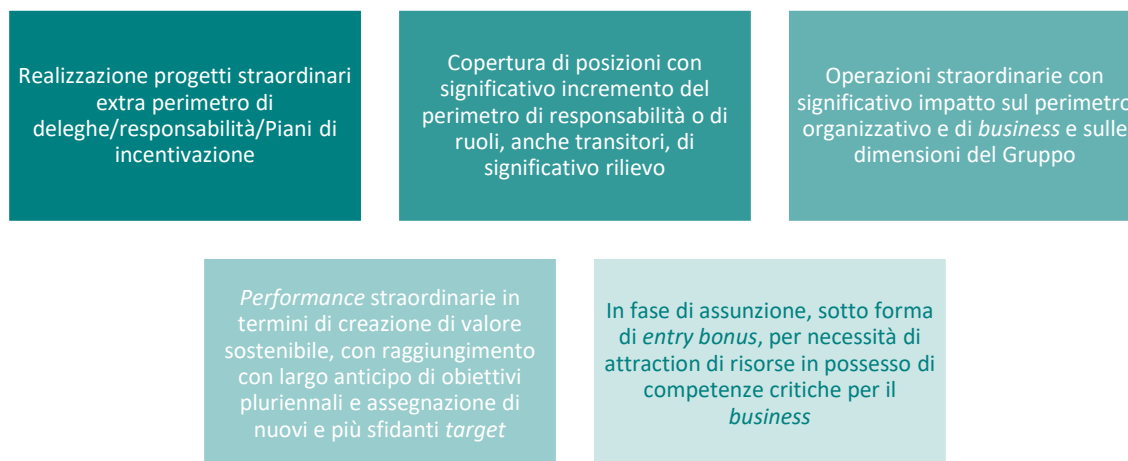 Realizzazione progetti straordinari
extra perimetro di
deleghe/responsabilità/Piani di
incentivazione
Copertura di posizioni con
significativo incremento del
perimetro di responsabilità o di
ruoli, anche transitori, di
significativo rilievo
Operazioni straordinarie con
significativo impatto sul perimetro
organizzativo e di business e sulle
dimensioni del Gruppo
Performance straordinarie in
termini di creazione di valore
sostenibile, con raggiungimento
con largo anticipo di obiettivi
pluriennali e assegnazione di
nuovi e più sfidanti target
In fase di assunzione, sotto forma
di entry bonus, per necessità di
attraction di risorse in possesso di
competenze critiche per il
business